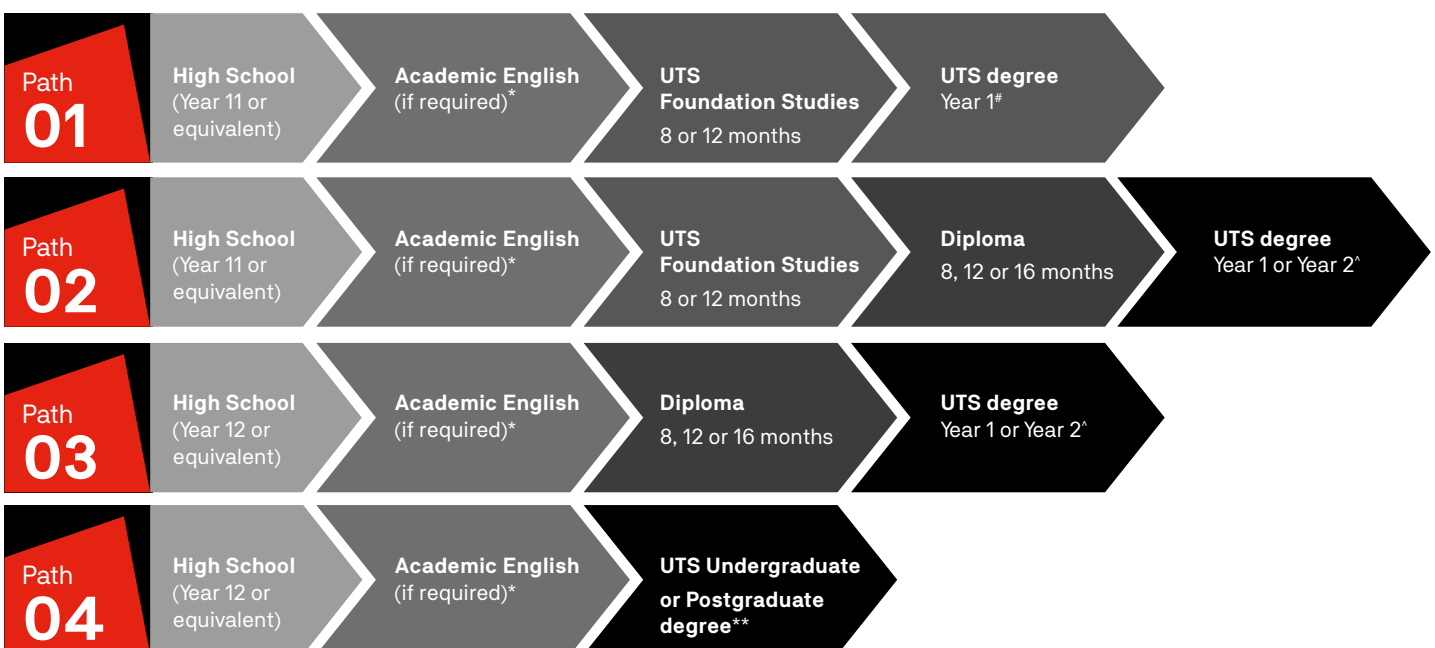 Path
01
High School
(Year 11 or
equivalent)
Academic English
(if required)*
UTS
Foundation Studies
8 or 12 months
UTS degree
Year 1#
Path
02
High School
(Year 11 or
equivalent)
Academic English
(if required)*
UTS
Foundation Studies
8 or 12 months
Diploma
8, 12 or 16 months
UTS degree
Year 1 or Year 2^
Path
03
High School
(Year 12 or
equivalent)
Academic English
(if required)*
Diploma
8, 12 or 16 months
UTS degree
Year 1 or Year 2^
Path
04
High School
(Year 12 or
equivalent)
Academic English
(if required)*
UTS Undergraduate
or Postgraduate
degree**